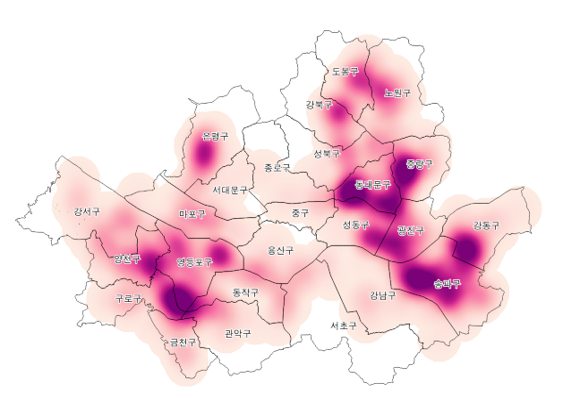 도봉구
노원구
강북구
은평구
성북구
중랑구
종로구
동대문구
서대문구
강서구
마포구
중구
성동구
광진구
강동구
양천구
영등포구
용산구
송파구
구로구
동작구
강남구
서초구
관악구
금천구